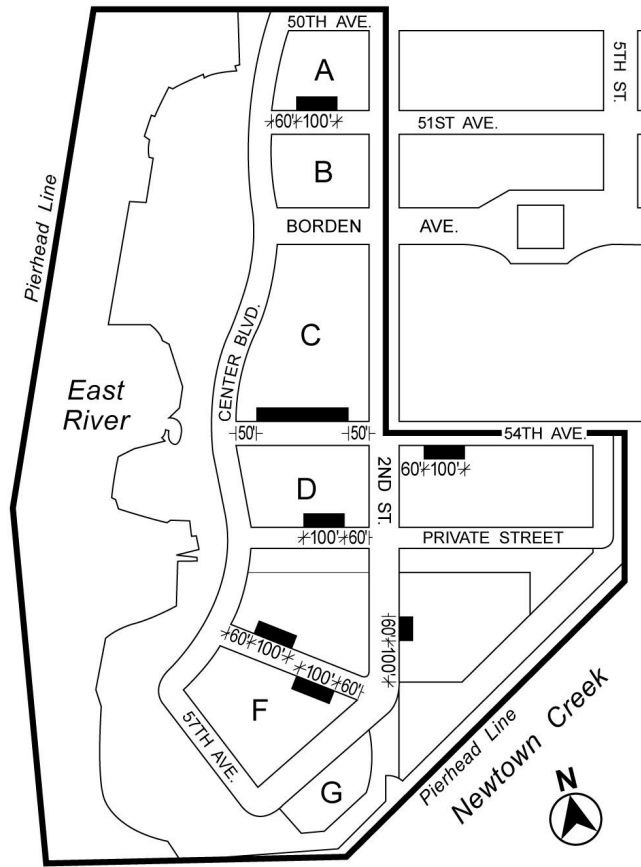 50TH AVE.
A
60' 100'
51ST AVE.
5TH ST.
B
BORDEN AVE.
Pierhead Line
C
CENTER BLVD.
East
River
50' 50'
54TH AVE.
60' 100'
D
2ND ST.
100' 60'
PRIVATE STREET
60' 100'
60' 100'
100' 60'
F
57TH AVE.
G
Pierhead Line
Newtown Creek
N